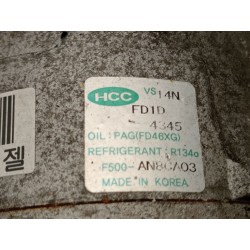 HCC VS14N
FD1D
4345
OIL: PAG(FD46XG)
REFRIGERANT: R134a
F500-AN8CA03
MADE IN KOREA
젤